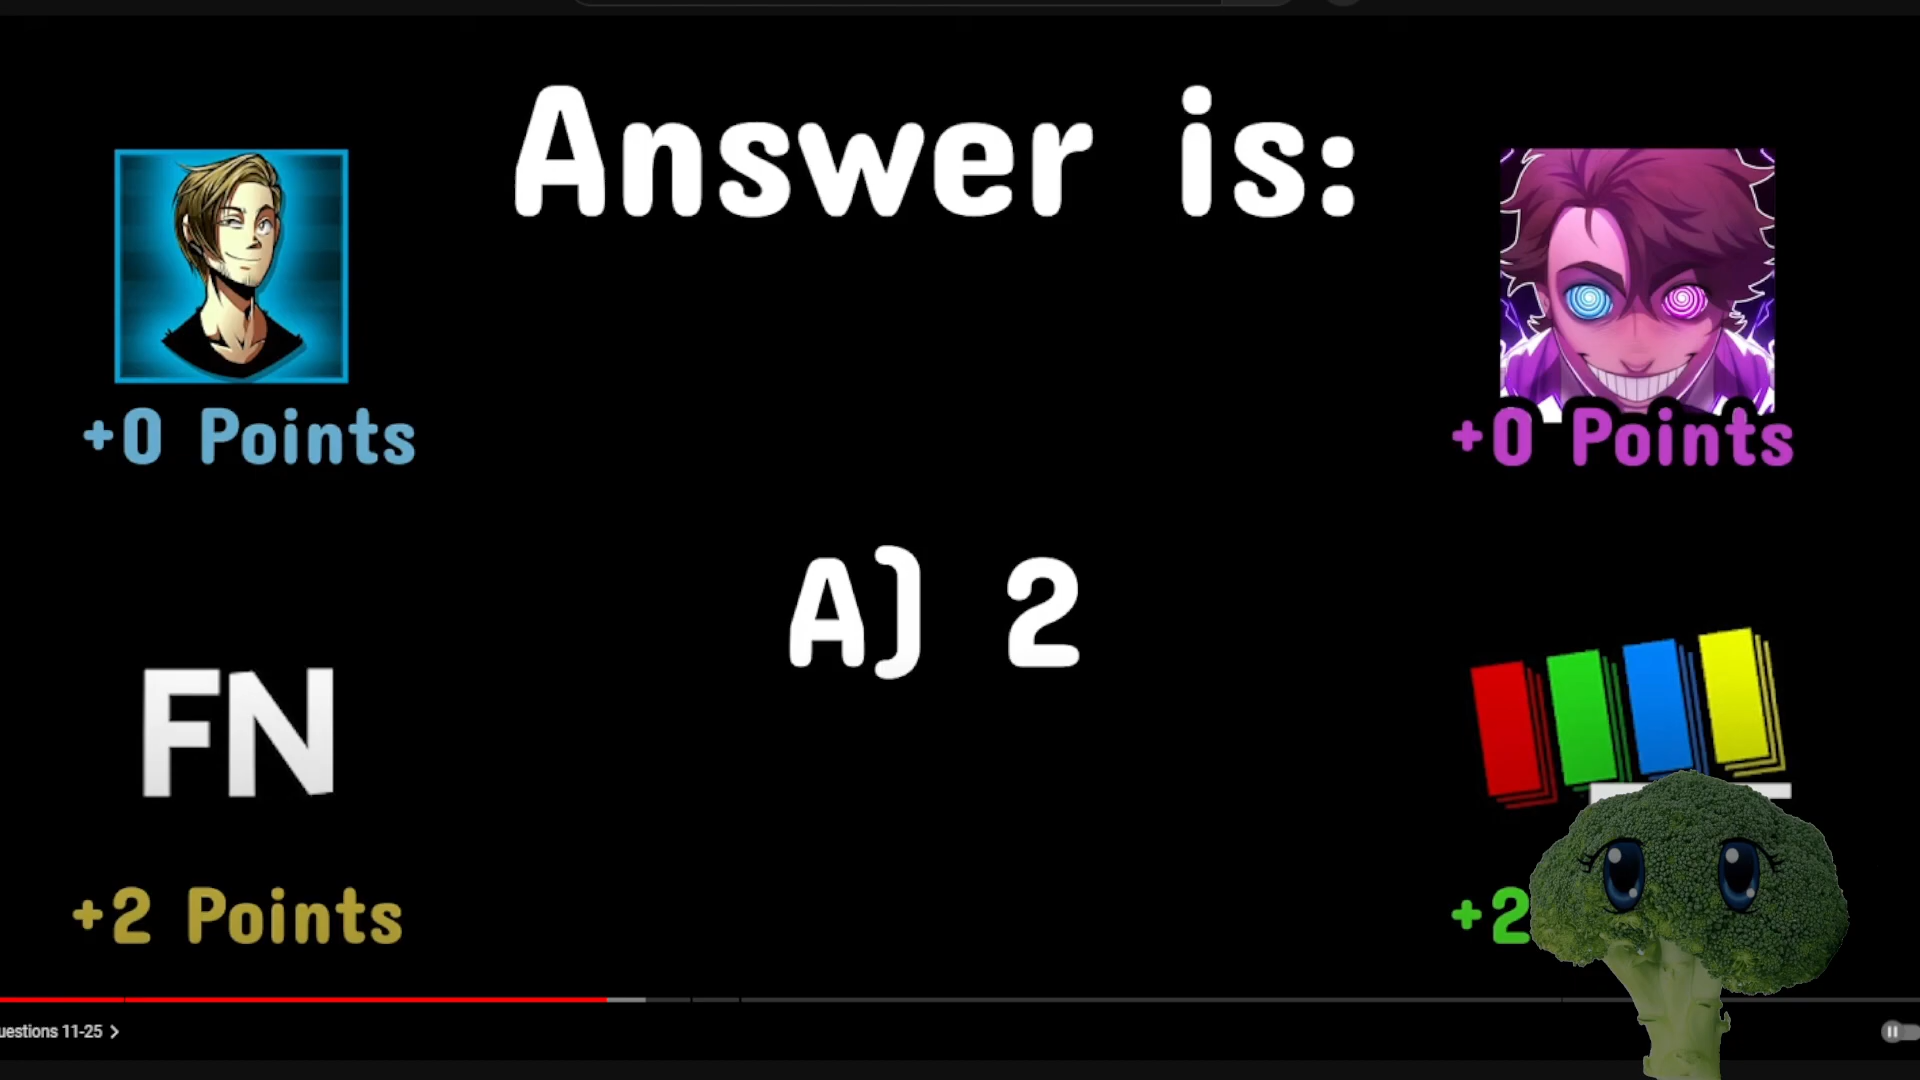 Answer is:
+0 Points
+0 Points
A) 2
FN
+2 Points
+2
uestions 11-25